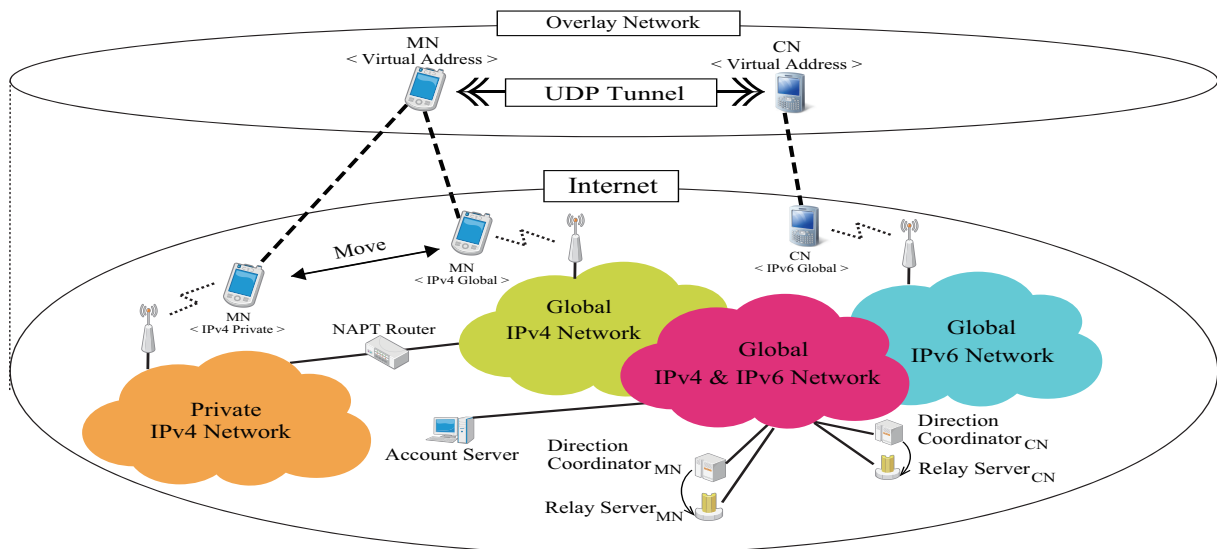 Overlay Network
MN
< Virtual Address >
CN
< Virtual Address >
UDP Tunnel
Internet
Move
MN
< IPv4 Global >
CN
< IPv6 Global >
MN
< IPv4 Private >
NAPT Router
Global
IPv4 Network
Global
IPv4 & IPv6 Network
Global
IPv6 Network
Private
IPv4 Network
Account Server
Direction
Coordinator MN
Relay Server MN
Direction
Coordinator CN
Relay Server CN